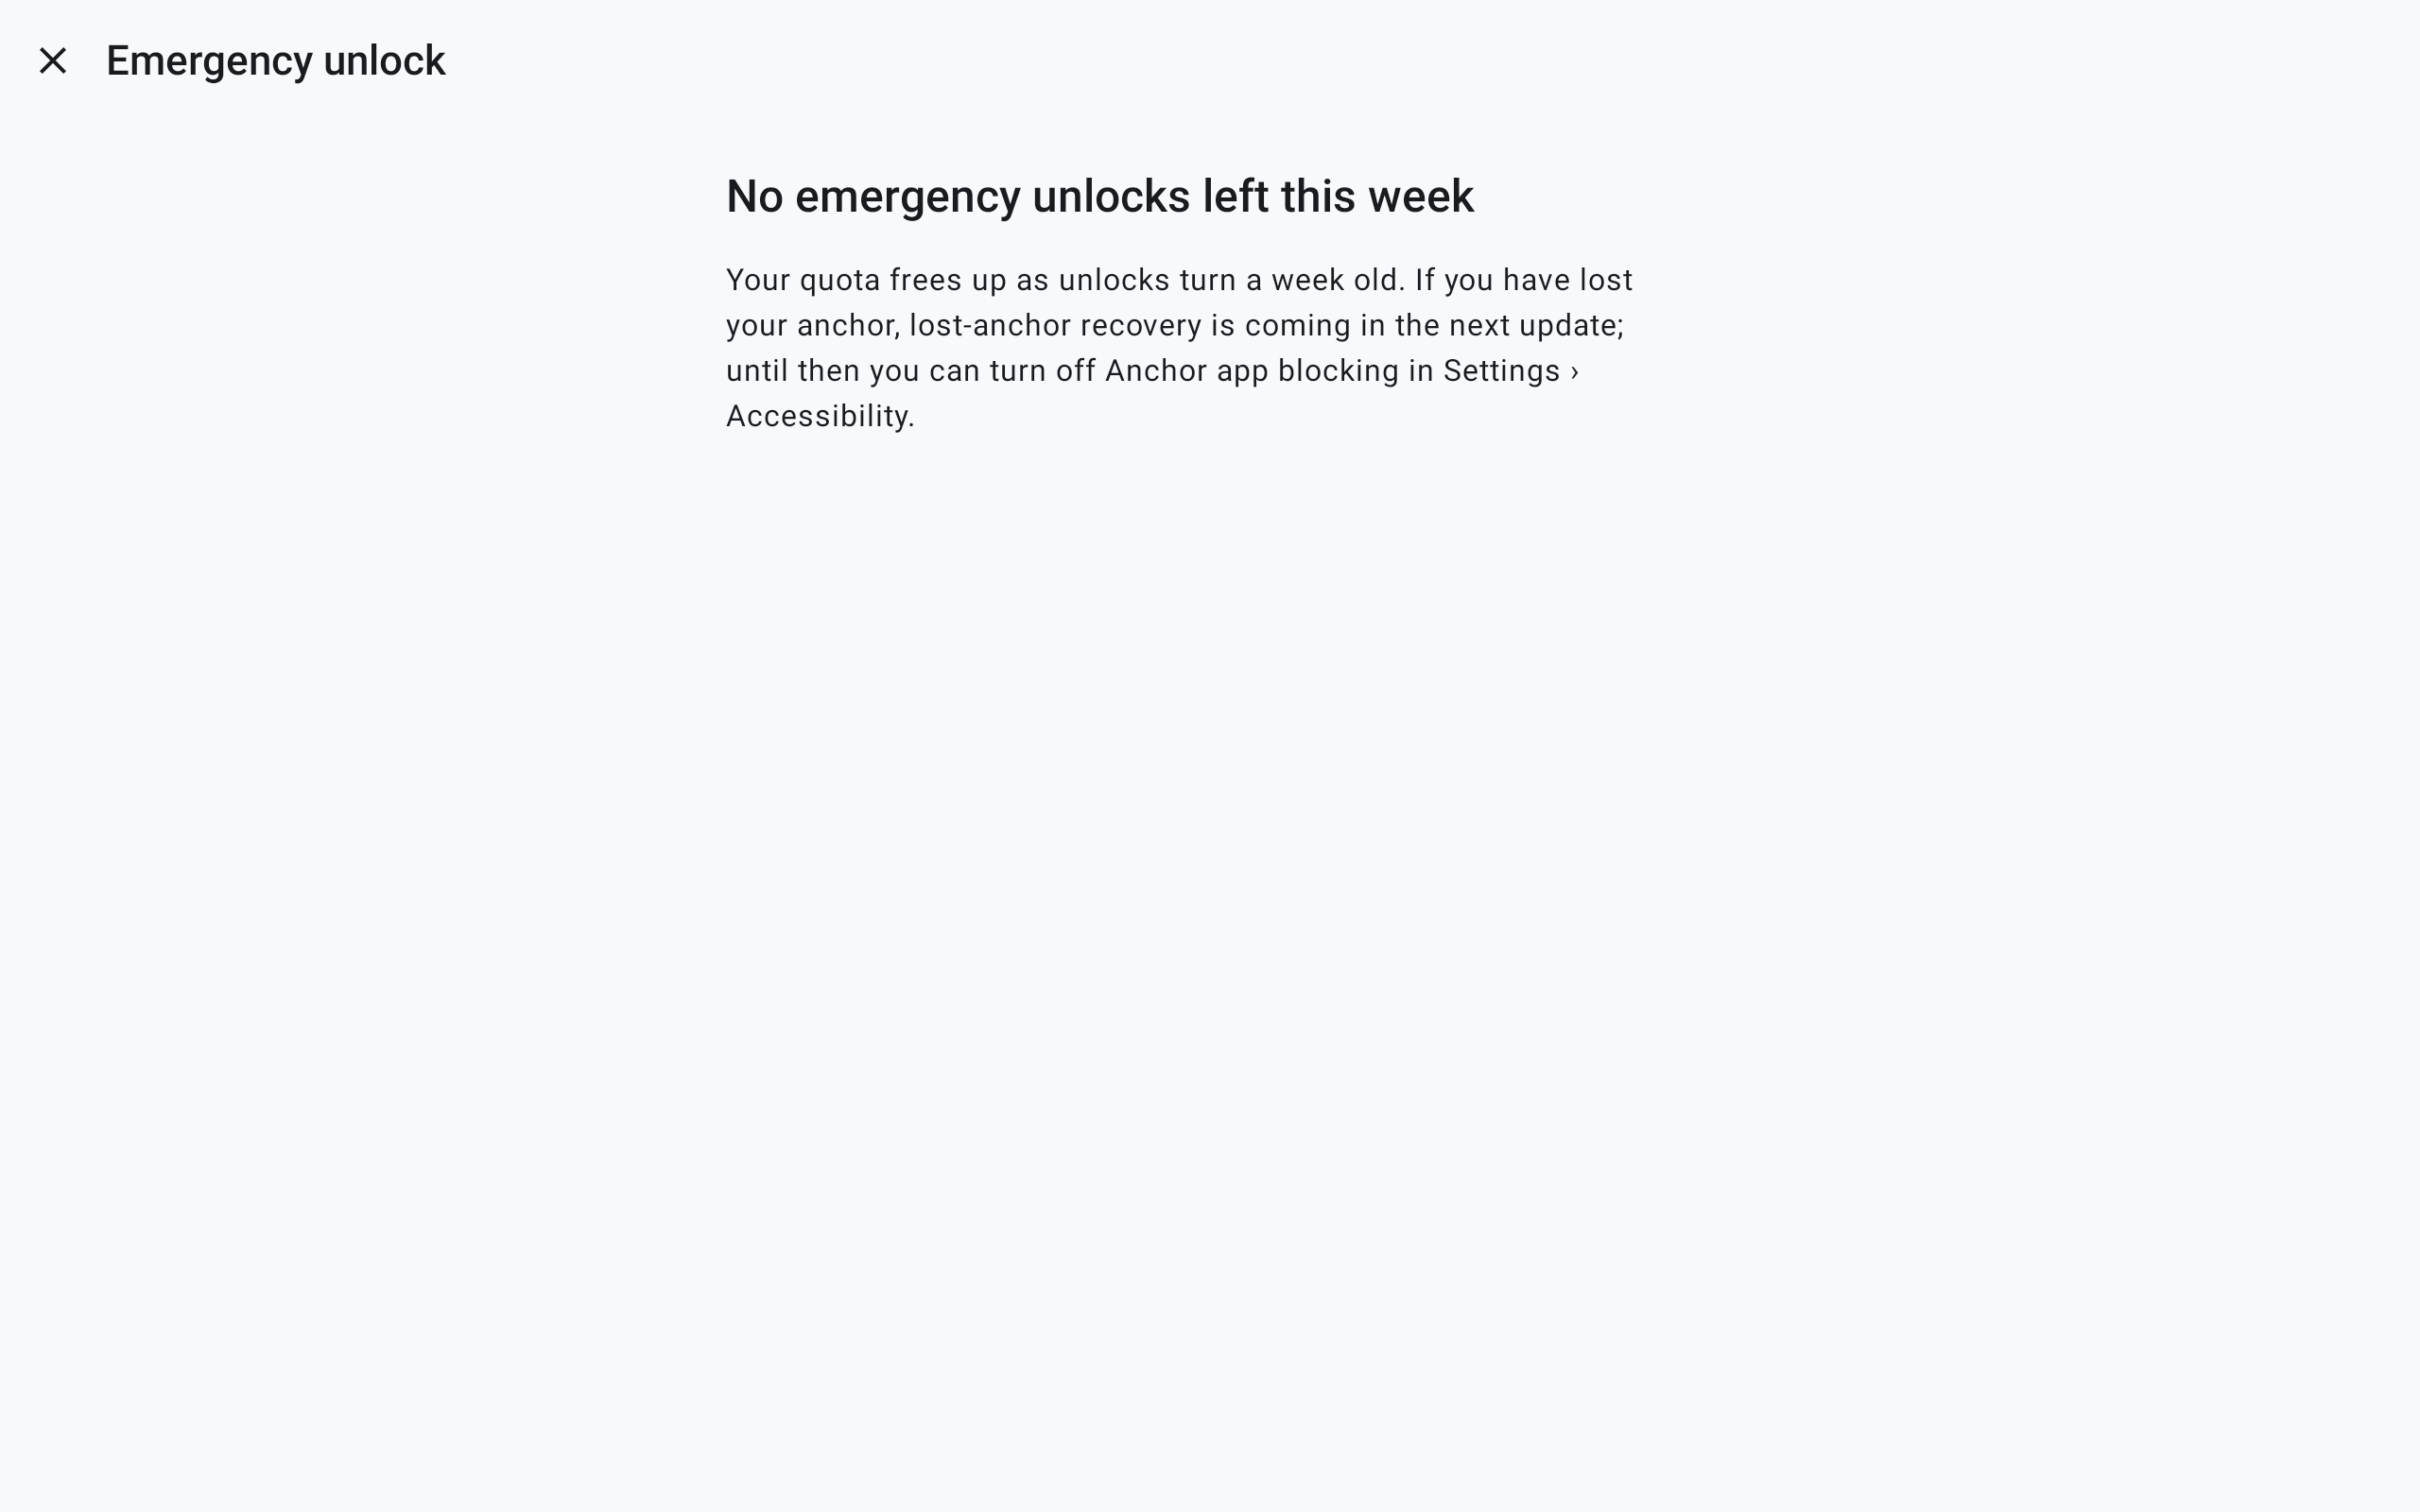 Emergency unlock
No emergency unlocks left this week
Your quota frees up as unlocks turn a week old. If you have lost
your anchor, lost-anchor recovery is coming in the next update;
until then you can turn off Anchor app blocking in Settings ›
Accessibility.